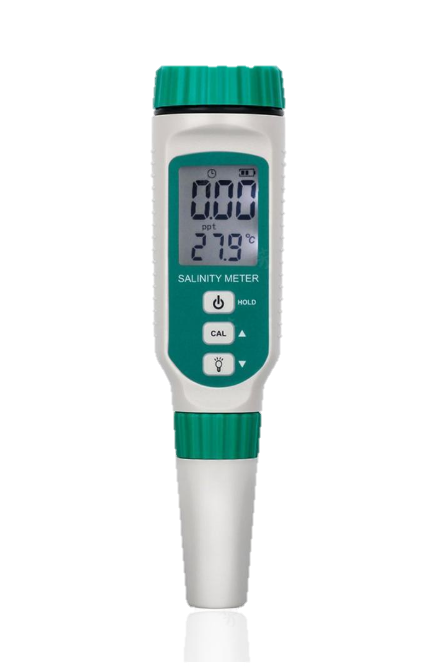 0.00
ppt
27.9 °C
SALINITY METER
HOLD
CAL